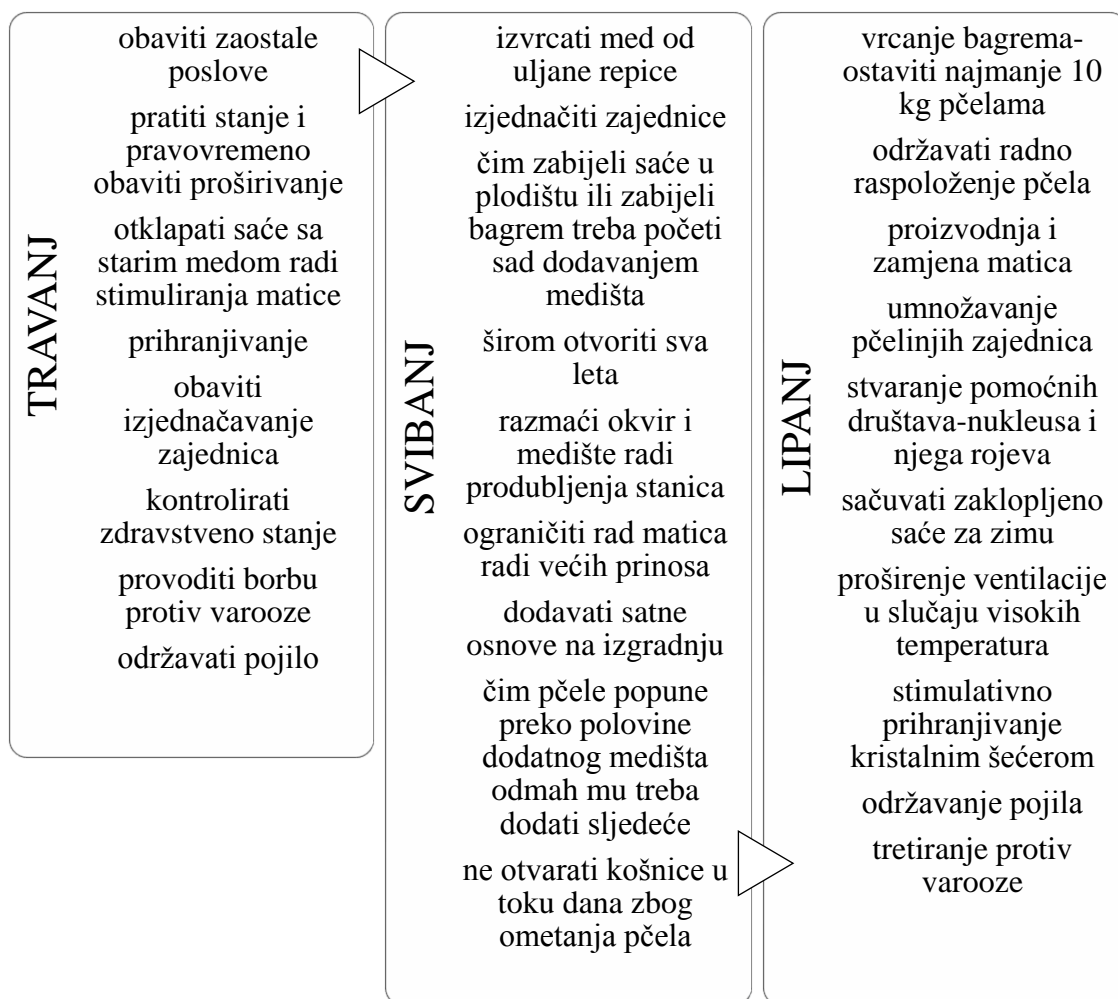 TRAVANJ
obaviti zaostale
poslove
pratiti stanje i
pravovremeno
obaviti proširivanje
otklapati saće sa
starim medom radi
stimuliranja matice
prihranjivanje
obaviti
izjednačavanje
zajednica
kontrolirati
zdravstveno stanje
provoditi borbu
protiv varooze
održavati pojilo
SVIBANJ
izvrcati med od
uljane repice
izjednačiti zajednice
čim zabijeli saće u
plodištu ili zabijeli
bagrem treba početi
sad dodavanjem
medišta
širom otvoriti sva
leta
razmaći okvir i
medište radi
produbljenja stanica
ograničiti rad matica
radi većih prinosa
dodavati satne
osnove na izgradnju
čim pčele popune
preko polovine
dodatnog medišta
odmah mu treba
dodati sljedeće
ne otvarati košnice u
toku dana zbog
ometanja pčela
LIPANJ
vrcanje bagrema-
ostaviti najmanje 10
kg pčelama
održavati radno
raspoloženje pčela
proizvodnja i
zamjena matica
umnožavanje
pčelinjih zajednica
stvaranje pomoćnih
društava-nukleusa i
njega rojeva
sačuvati zaklopljeno
saće za zimu
proširenje ventilacije
u slučaju visokih
temperatura
stimulativno
prihranjivanje
kristalnim šećerom
održavanje pojila
tretiranje protiv
varooze